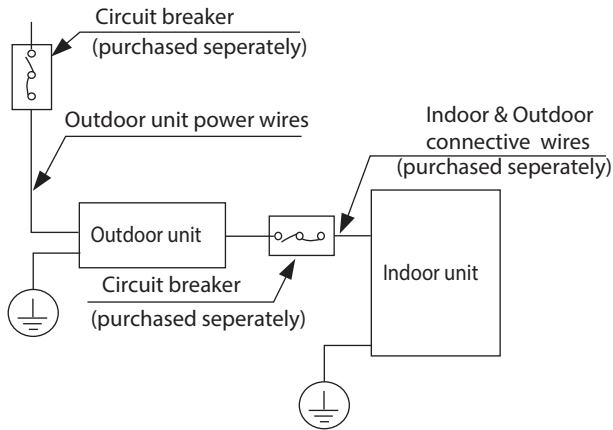 Circuit breaker
(purchased seperately)
Outdoor unit power wires
Indoor & Outdoor
connective wires
(purchased seperately)
Outdoor unit
Circuit breaker
(purchased seperately)
Indoor unit